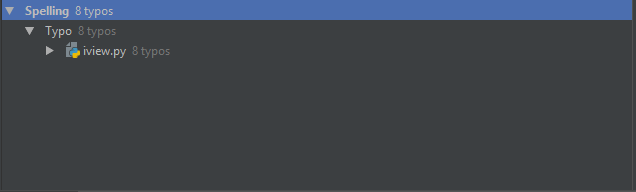 Spelling 8 typos
Typo 8 typos
iview.py 8 typos